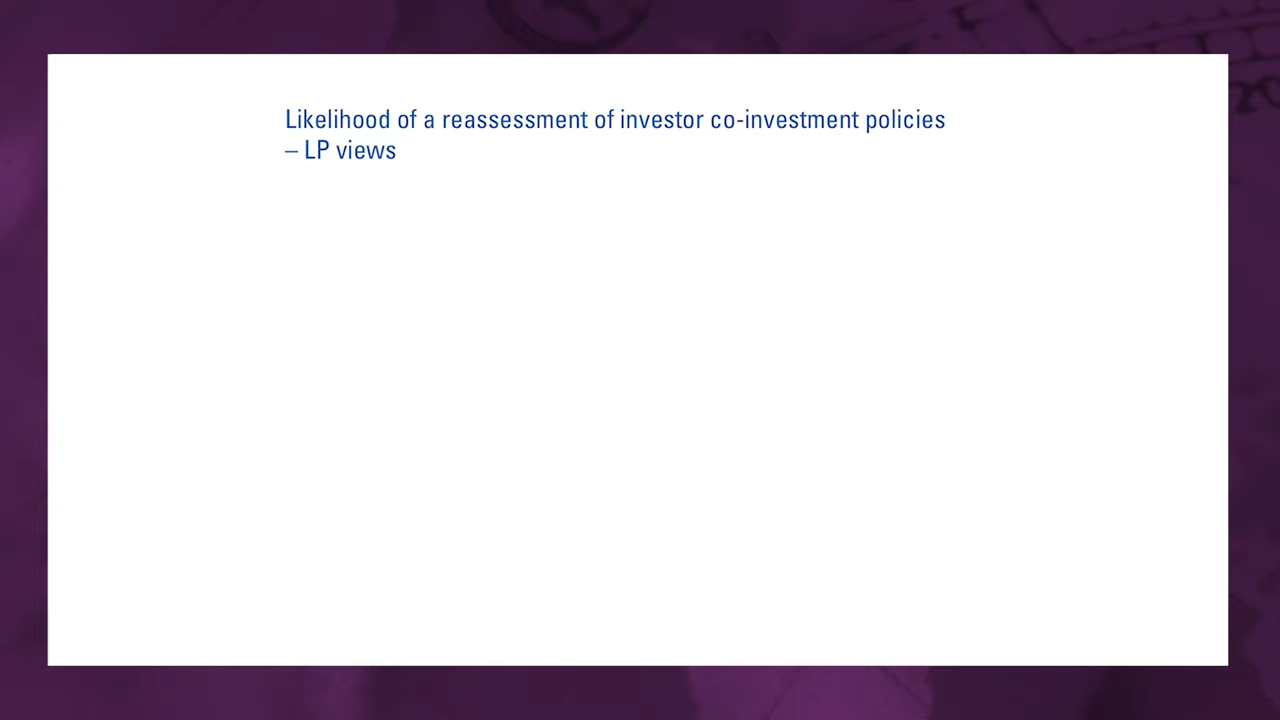 Likelihood of a reassessment of investor co-investment policies
– LP views